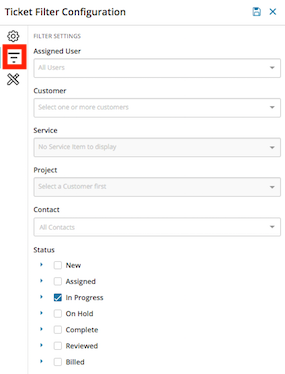 Ticket Filter Configuration
FILTER SETTINGS
Assigned User
All Users
Customer
Select one or more customers
Service
No Service item to display
Project
Select a Customer first
Contact
All Contacts
Status
New
Assigned
In Progress
On Hold
Complete
Reviewed
Billed